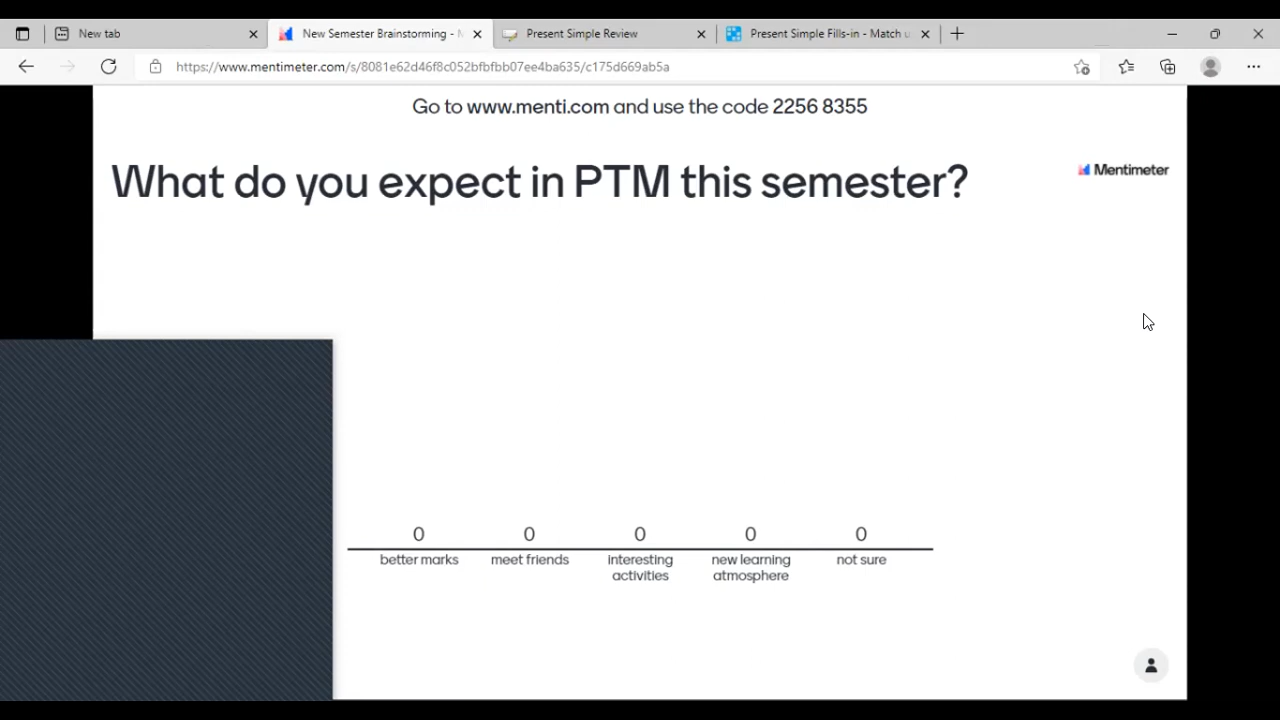 New tab
New Semester Brainstorming - M
Present Simple Review
Present Simple Fills-in - Match u
https://www.mentimeter.com/s/8081e62d46f8c052bfbfbb07ee4ba635/c175d669ab5a
Go to www.menti.com and use the code 2256 8355
What do you expect in PTM this semester?
Mentimeter
0 0 0 0 0
better marks meet friends interesting activities new learning atmosphere not sure